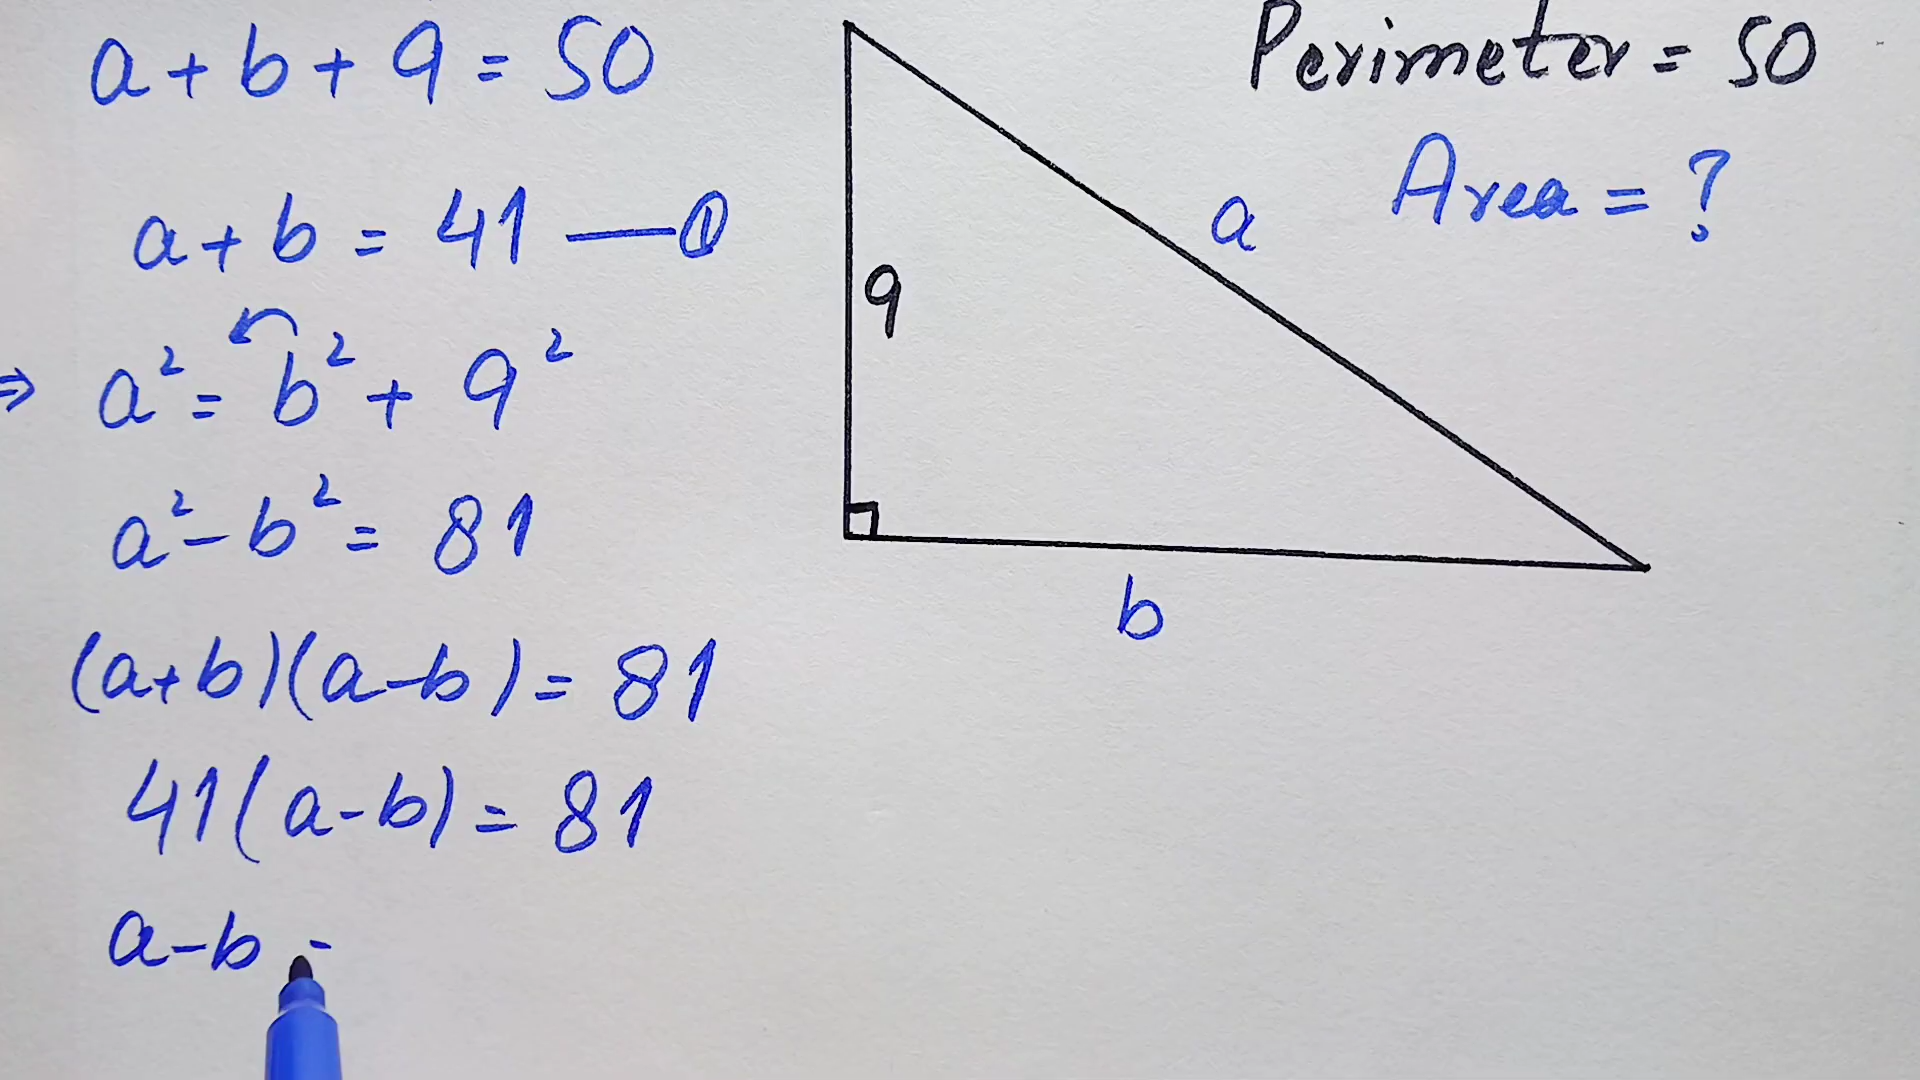 a + b + 9 = 50
a + b = 41 — ①
⇒ a² = b² + 9²
a² - b² = 81
(a+b)(a-b) = 81
41(a-b) = 81
a-b =
Perimeter = 50
Area = ?
9
a
b